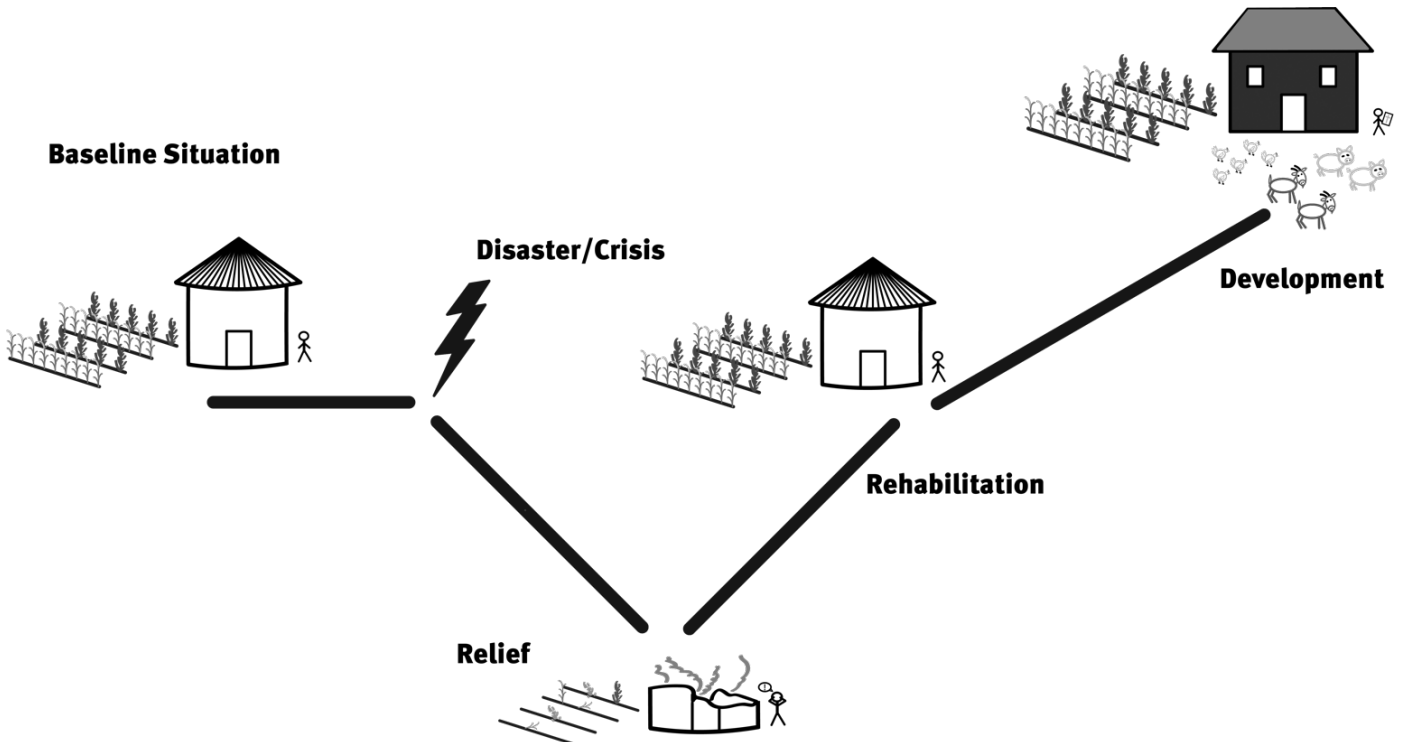 Baseline Situation
Disaster/Crisis
Development
Rehabilitation
Relief